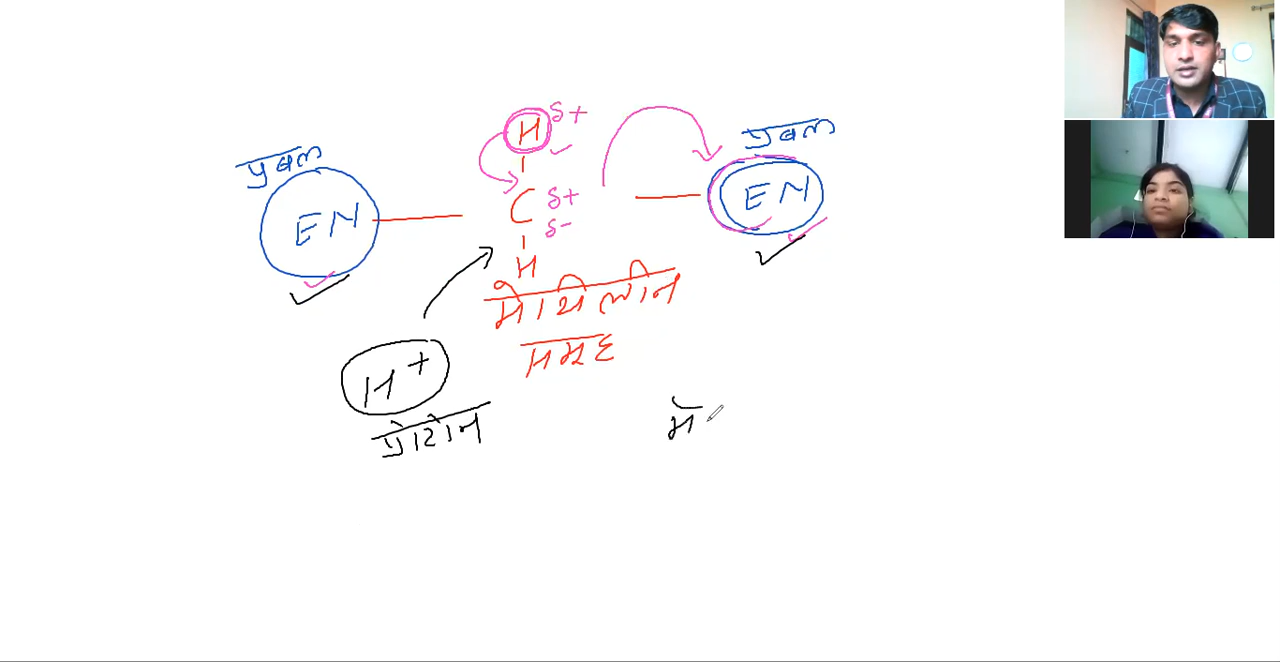 H δ+
प्रबल
प्रबल
EN
C δ+
δ-
EN
H
मेथिलीन
समूह
H+
प्रोटोन